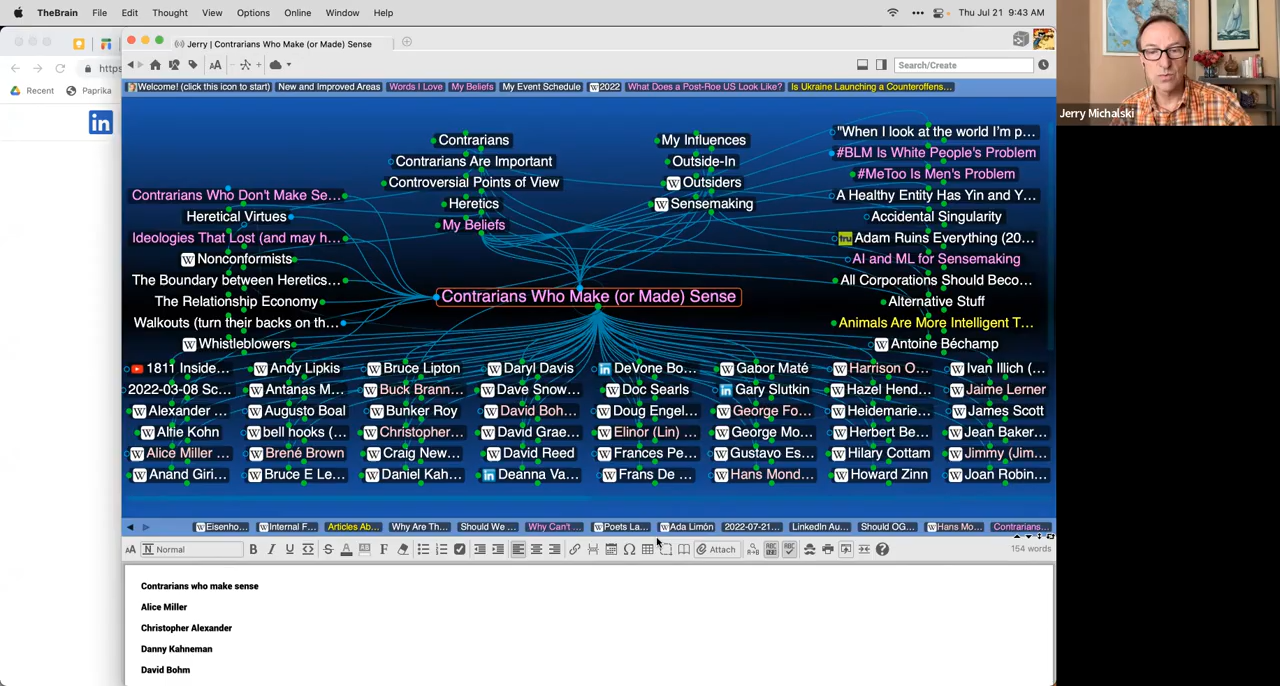 TheBrain File Edit Thought View Options Online Window Help Thu Jul 21 9:43 AM
Jerry | Contrarians Who Make (or Made) Sense
https
Search/Create
Recent Paprika
Welcome! (click this icon to start) New and Improved Areas Words I Love My Beliefs My Event Schedule 2022 What Does a Post-Roe US Look Like? Is Ukraine Launching a Counteroffens...
Jerry Michalski
Contrarians
Contrarians Are Important
Controversial Points of View
Heretics
My Beliefs
My Influences
Outside-In
Outsiders
Sensemaking
Contrarians Who Don't Make Se...
Heretical Virtues
Ideologies That Lost (and may h...
Nonconformists
The Boundary between Heretics...
The Relationship Economy
Walkouts (turn their backs on th...
Whistleblowers
"When I look at the world I'm p...
#BLM Is White People's Problem
#MeToo Is Men's Problem
A Healthy Entity Has Yin and Y...
Accidental Singularity
Adam Ruins Everything (20...
AI and ML for Sensemaking
All Corporations Should Beco...
Alternative Stuff
Animals Are More Intelligent T...
Antoine Béchamp
Contrarians Who Make (or Made) Sense
1811 Inside... Andy Lipkis Bruce Lipton Daryl Davis DeVone Bo... Gabor Maté Harrison O... Ivan Illich (...
2022-03-08 Sc... Antanas M... Buck Brann... Dave Snow... Doc Searls Gary Slutkin Hazel Hend... Jaime Lerner
Alexander ... Augusto Boal Bunker Roy David Boh... Doug Engel... George Fo... Heidemarie... James Scott
Alfie Kohn bell hooks (... Christopher... David Grae... Elinor (Lin) ... George Mo... Herbert Be... Jean Baker...
Alice Miller ... Brené Brown Craig New... David Reed Frances Pe... Gustavo Es... Hilary Cottam Jimmy (Jim...
Anand Giri... Bruce E Le... Daniel Kah... Deanna Va... Frans De ... Hans Mond... Howard Zinn Joan Robin...
Eisenho... Internal F... Articles Ab... Why Are Th... Should We ... Why Can't ... Poets La... Ada Limón 2022-07-21... LinkedIn Au... Should OG... Hans Mo... Contrarians...
Normal Attach 154 words
Contrarians who make sense
Alice Miller
Christopher Alexander
Danny Kahneman
David Bohm